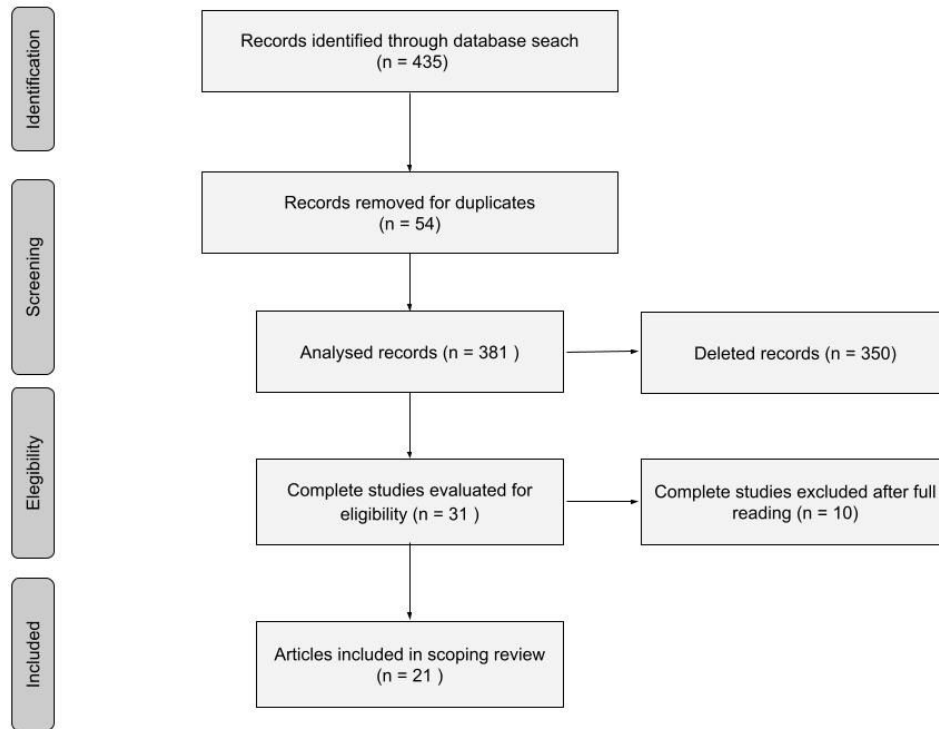 Identification
Records identified through database seach
(n = 435)
Screening
Records removed for duplicates
(n = 54)
Analysed records (n = 381 )
Deleted records (n = 350)
Elegibility
Complete studies evaluated for
eligibility (n = 31 )
Complete studies excluded after full
reading (n = 10)
Included
Articles included in scoping review
(n = 21 )